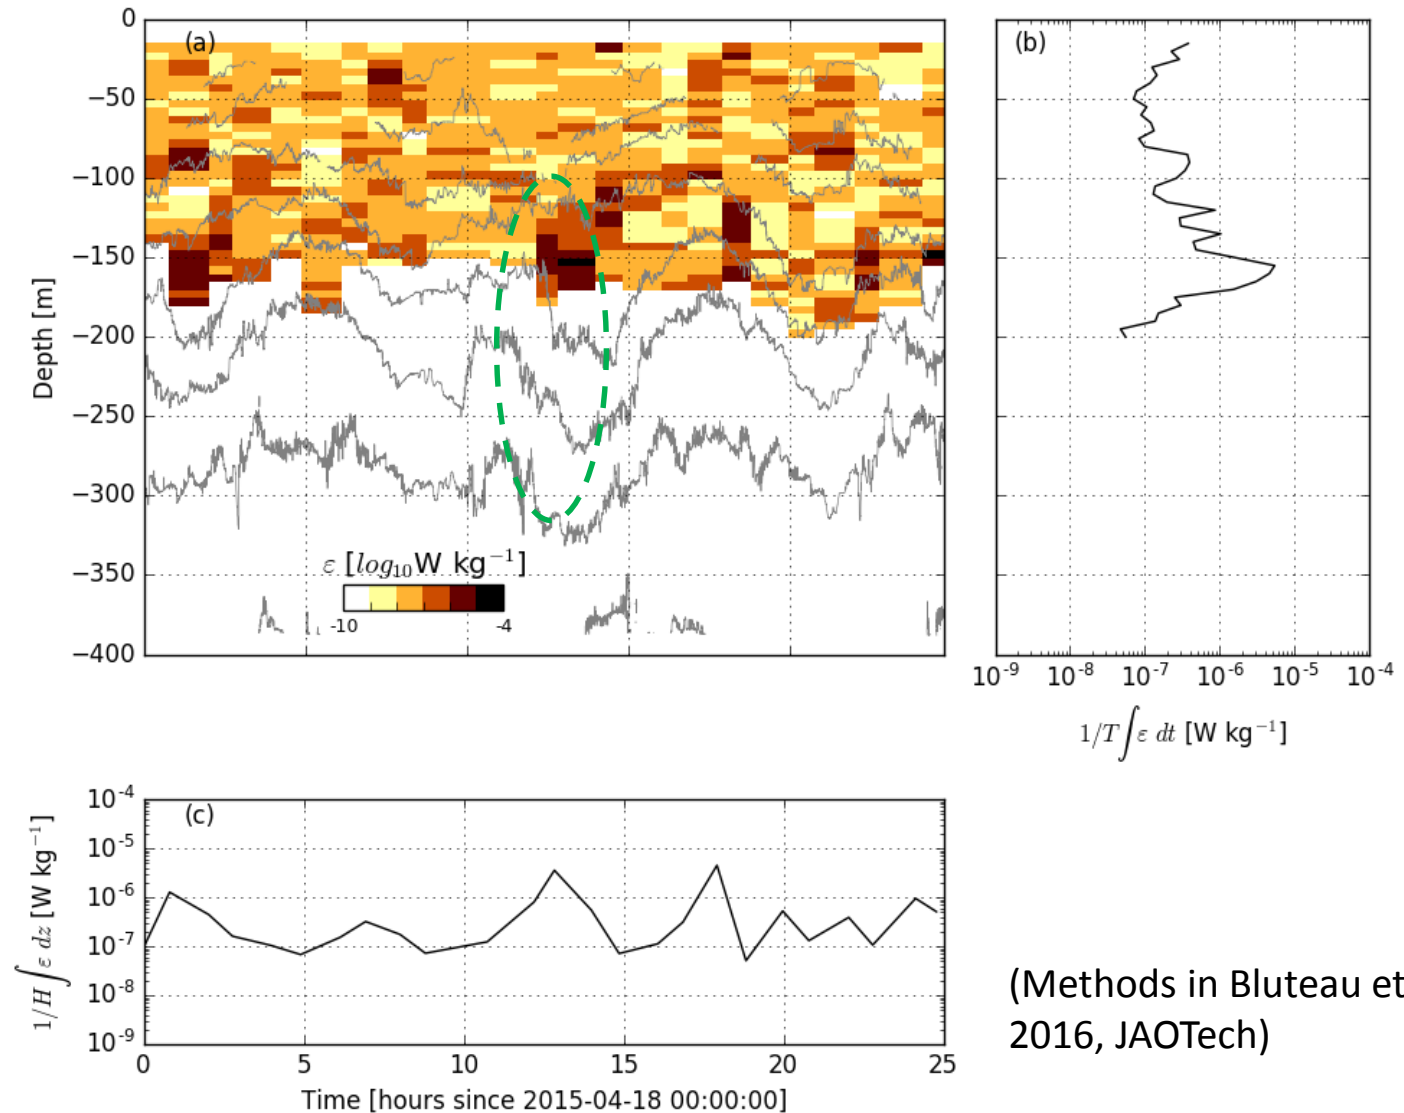 (a)
0
−50
−100
−150
−200
−250
−300
−350
−400
Depth [m]
ε [log₁₀W kg⁻¹]
-10
-4
(b)
10⁻⁹ 10⁻⁸ 10⁻⁷ 10⁻⁶ 10⁻⁵ 10⁻⁴
1/T∫ε dt [W kg⁻¹]
(c)
10⁻⁴
10⁻⁵
10⁻⁶
10⁻⁷
10⁻⁸
10⁻⁹
1/H∫ε dz [W kg⁻¹]
0 5 10 15 20 25
Time [hours since 2015-04-18 00:00:00]
(Methods in Bluteau et
2016, JAOTech)